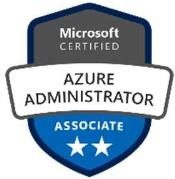 Microsoft
CERTIFIED
AZURE
ADMINISTRATOR
ASSOCIATE